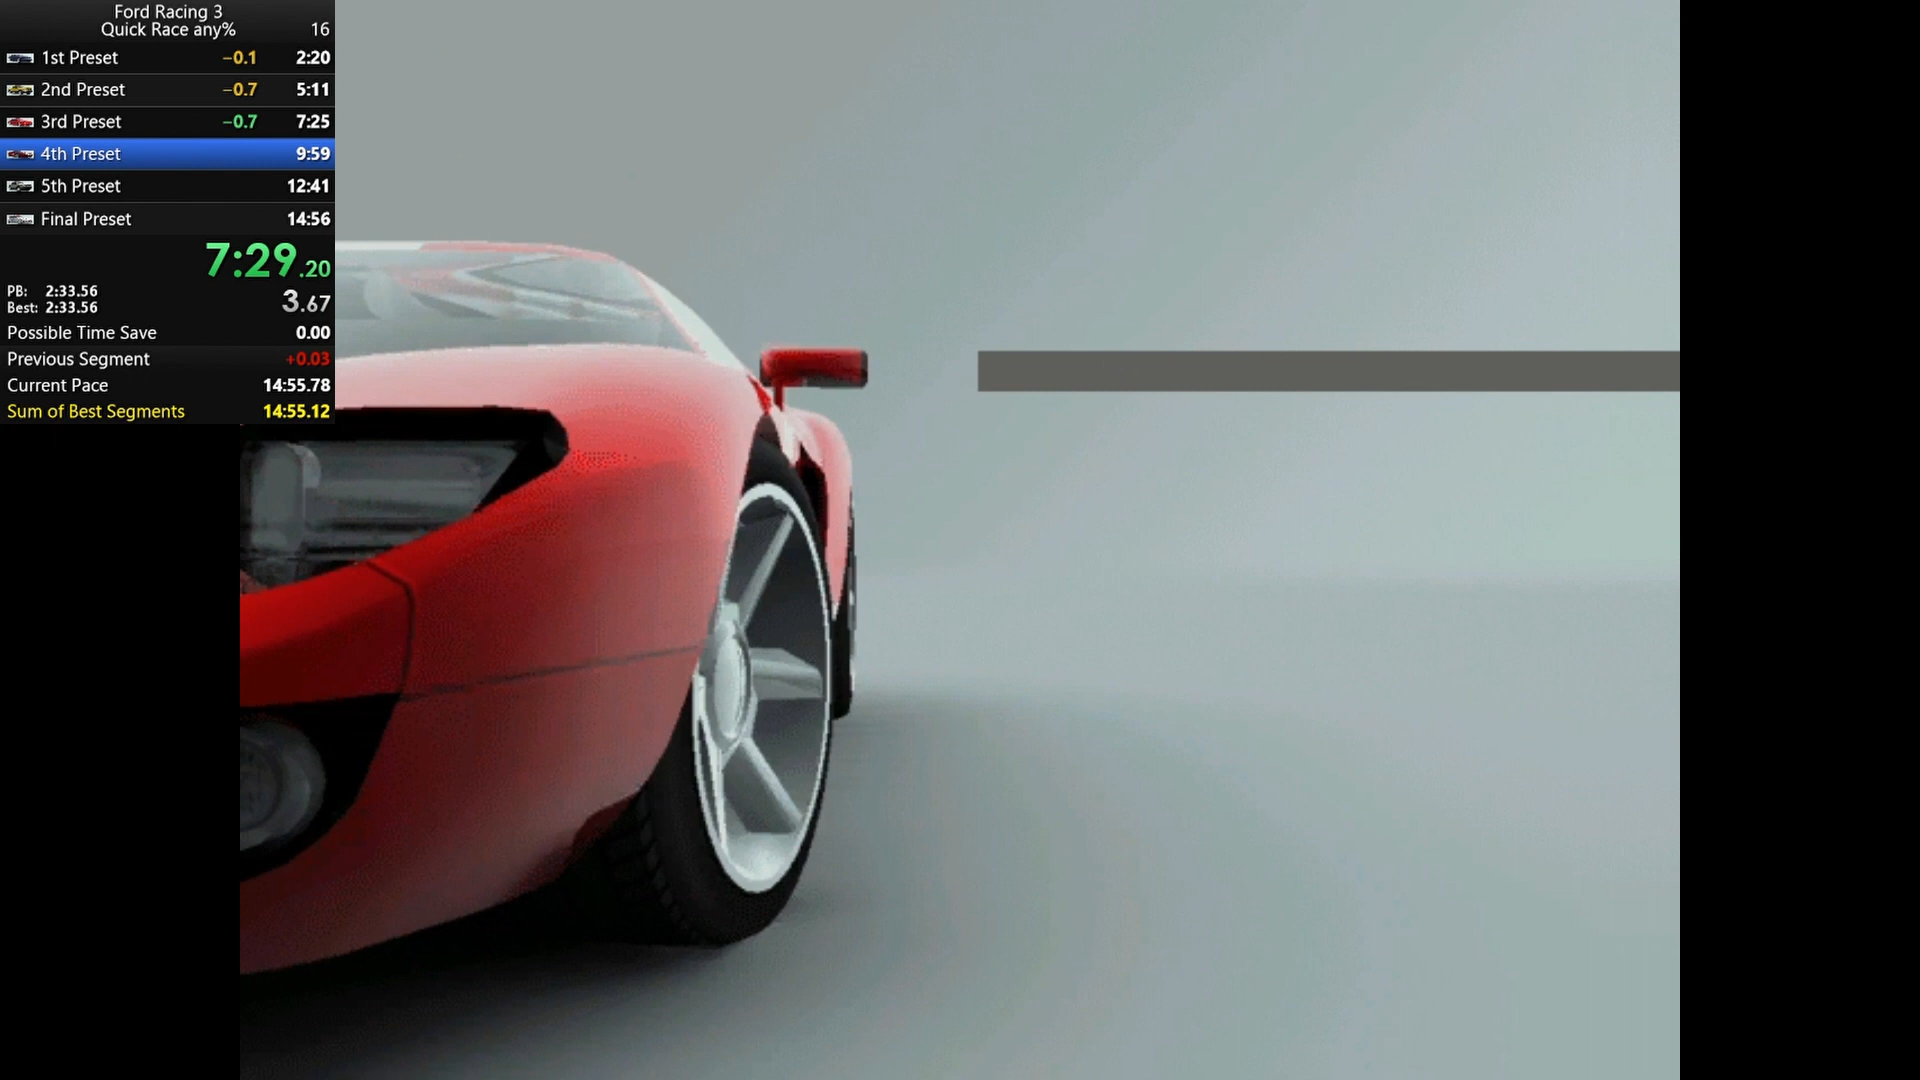 Ford Racing 3
Quick Race any% 16
1st Preset −0.1 2:20
2nd Preset −0.7 5:11
3rd Preset −0.7 7:25
4th Preset 9:59
5th Preset 12:41
Final Preset 14:56
7:29.20
PB: 2:33.56
Best: 2:33.56 3.67
Possible Time Save 0.00
Previous Segment +0.03
Current Pace 14:55.78
Sum of Best Segments 14:55.12